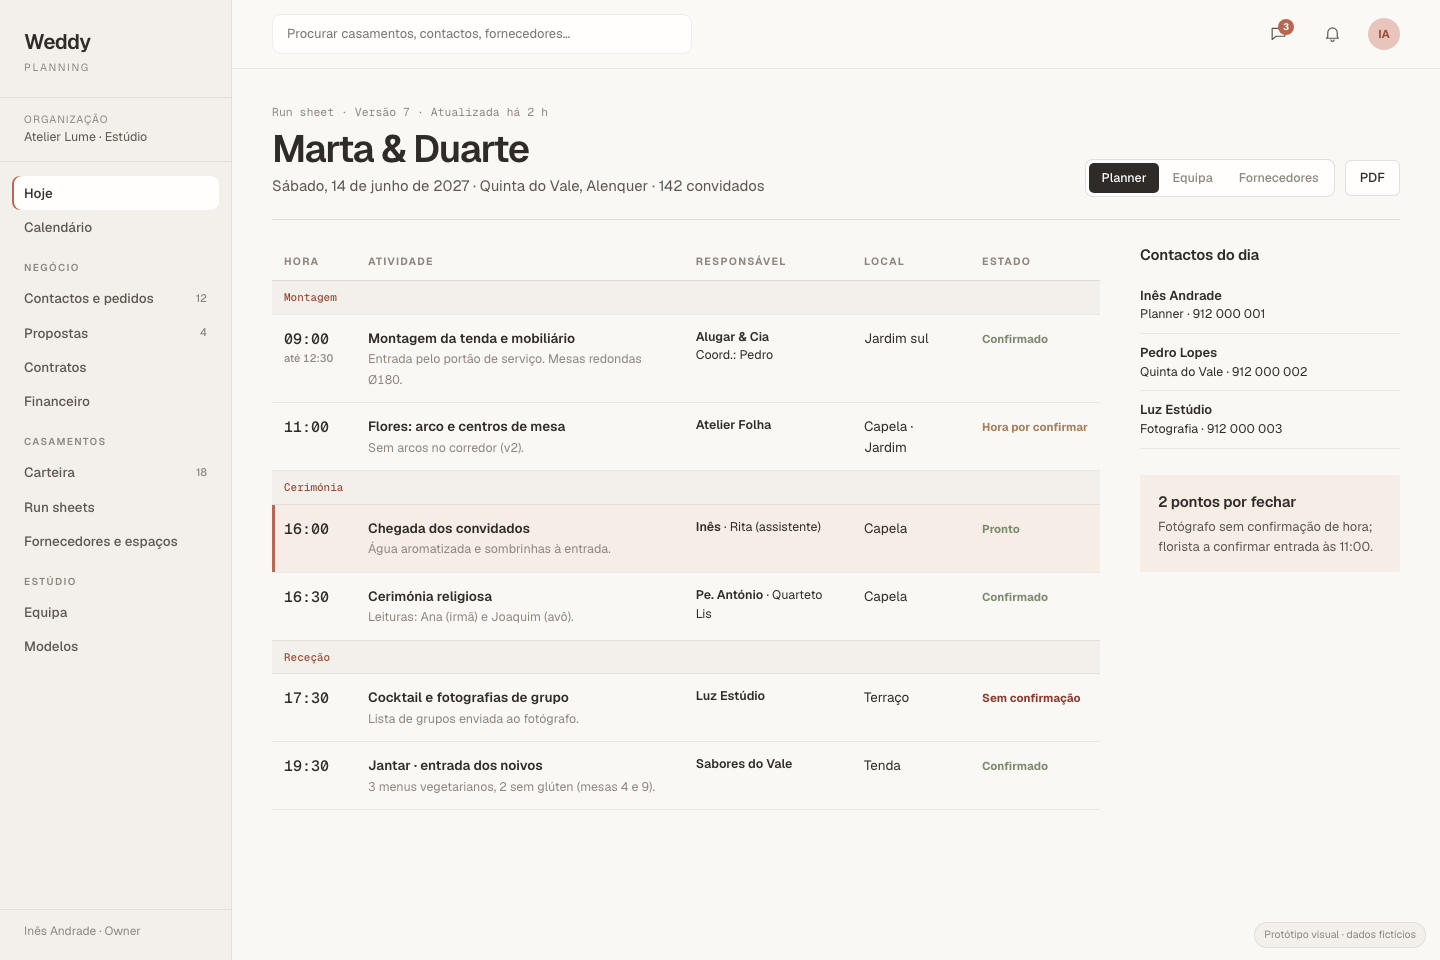 Weddy
PLANNING
ORGANIZAÇÃO
Atelier Lume · Estúdio
Hoje
Calendário
NEGÓCIO
Contactos e pedidos 12
Propostas 4
Contratos
Financeiro
CASAMENTOS
Carteira 18
Run sheets
Fornecedores e espaços
ESTÚDIO
Equipa
Modelos
Inês Andrade · Owner
Procurar casamentos, contactos, fornecedores…
3
IA
Run sheet · Versão 7 · Atualizada há 2 h
Marta & Duarte
Sábado, 14 de junho de 2027 · Quinta do Vale, Alenquer · 142 convidados
Planner Equipa Fornecedores PDF
HORA ATIVIDADE RESPONSÁVEL LOCAL ESTADO
Montagem
09:00 Montagem da tenda e mobiliário Alugar & Cia Jardim sul Confirmado
até 12:30 Entrada pelo portão de serviço. Mesas redondas Coord.: Pedro
Ø180.
11:00 Flores: arco e centros de mesa Atelier Folha Capela · Hora por confirmar
Sem arcos no corredor (v2). Jardim
Cerimónia
16:00 Chegada dos convidados Inês · Rita (assistente) Capela Pronto
Água aromatizada e sombrinhas à entrada.
16:30 Cerimónia religiosa Pe. António · Quarteto Capela Confirmado
Leituras: Ana (irmã) e Joaquim (avô). Lis
Receção
17:30 Cocktail e fotografias de grupo Luz Estúdio Terraço Sem confirmação
Lista de grupos enviada ao fotógrafo.
19:30 Jantar · entrada dos noivos Sabores do Vale Tenda Confirmado
3 menus vegetarianos, 2 sem glúten (mesas 4 e 9).
Contactos do dia
Inês Andrade
Planner · 912 000 001
Pedro Lopes
Quinta do Vale · 912 000 002
Luz Estúdio
Fotografia · 912 000 003
2 pontos por fechar
Fotógrafo sem confirmação de hora;
florista a confirmar entrada às 11:00.
Protótipo visual · dados fictícios